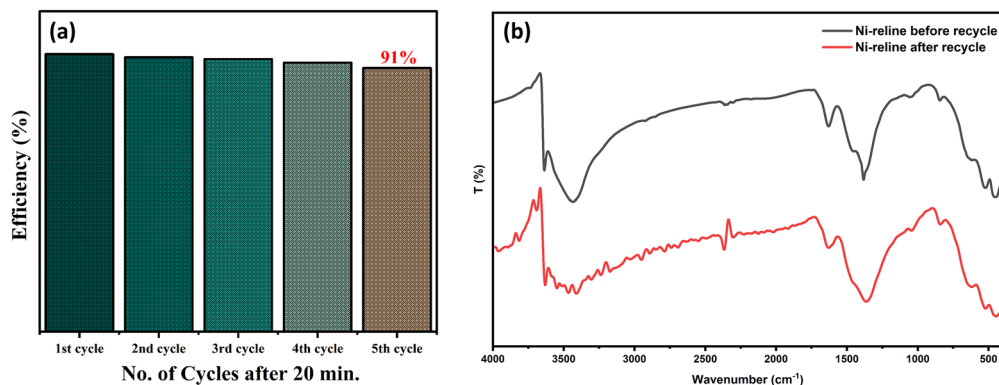 (a)
91%
Efficiency (%)
1st cycle 2nd cycle 3rd cycle 4th cycle 5th cycle
No. of Cycles after 20 min.
(b)
Ni-reline before recycle
Ni-reline after recycle
T (%)
4000 3500 3000 2500 2000 1500 1000 500
Wavenumber (cm⁻¹)